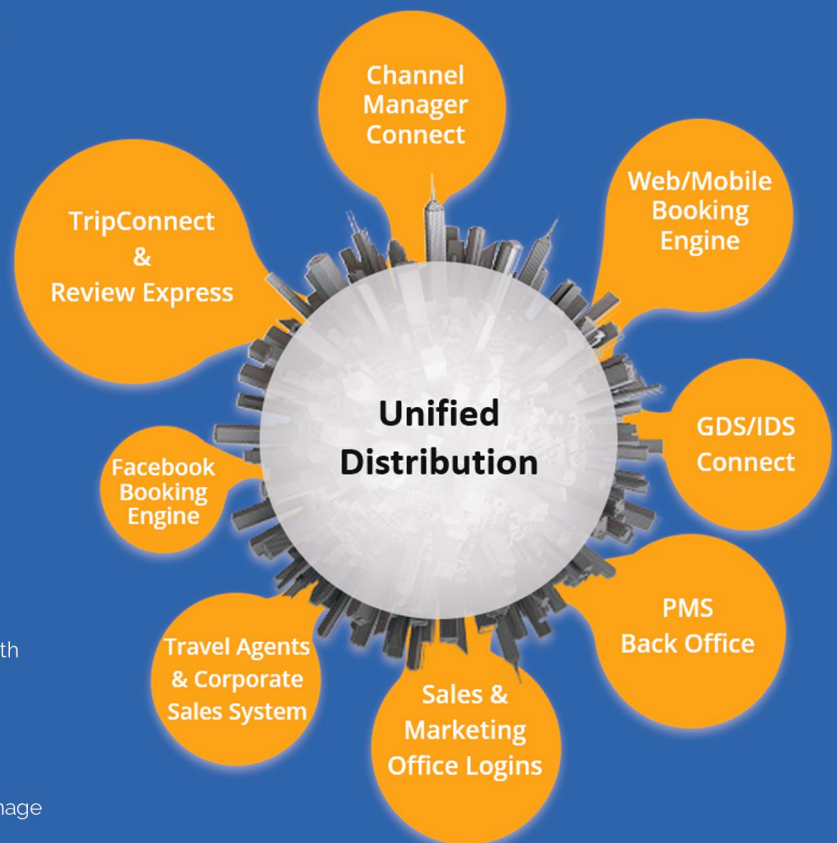 Channel
Manager
Connect
Web/Mobile
Booking
Engine
TripConnect
&
Review Express
Unified
Distribution
GDS/IDS
Connect
Facebook
Booking
Engine
PMS
Back Office
Travel Agents
& Corporate
Sales System
Sales &
Marketing
Office Logins